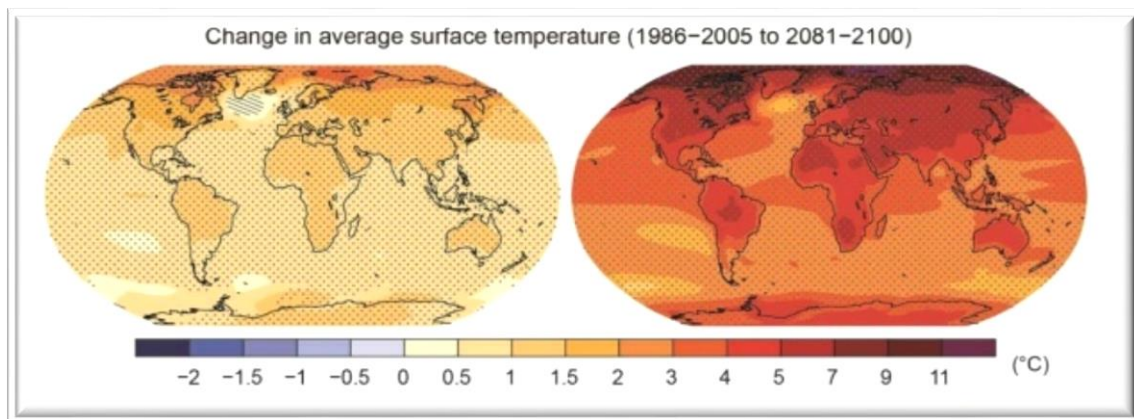 Change in average surface temperature (1986−2005 to 2081−2100)
−2 −1.5 −1 −0.5 0 0.5 1 1.5 2 3 4 5 7 9 11 (°C)